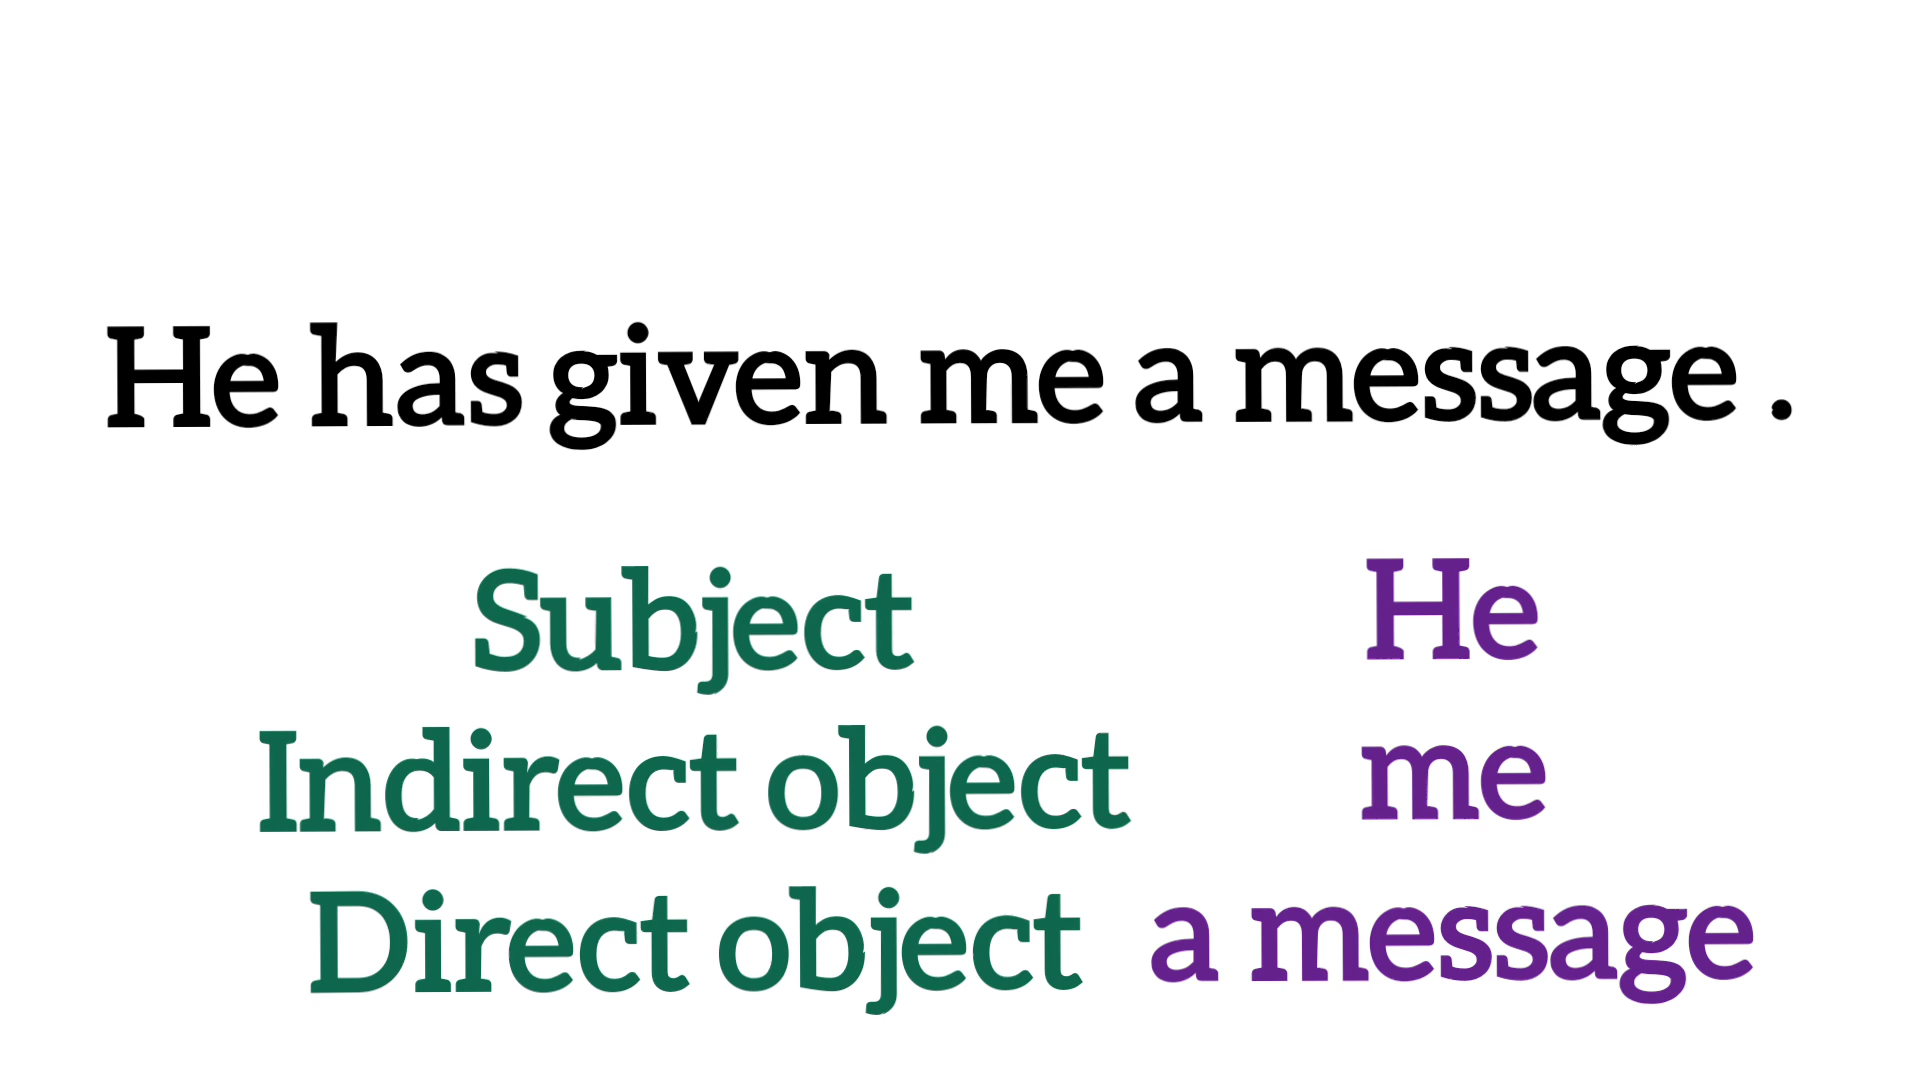 He has given me a message .
Subject He
Indirect object me
Direct object a message